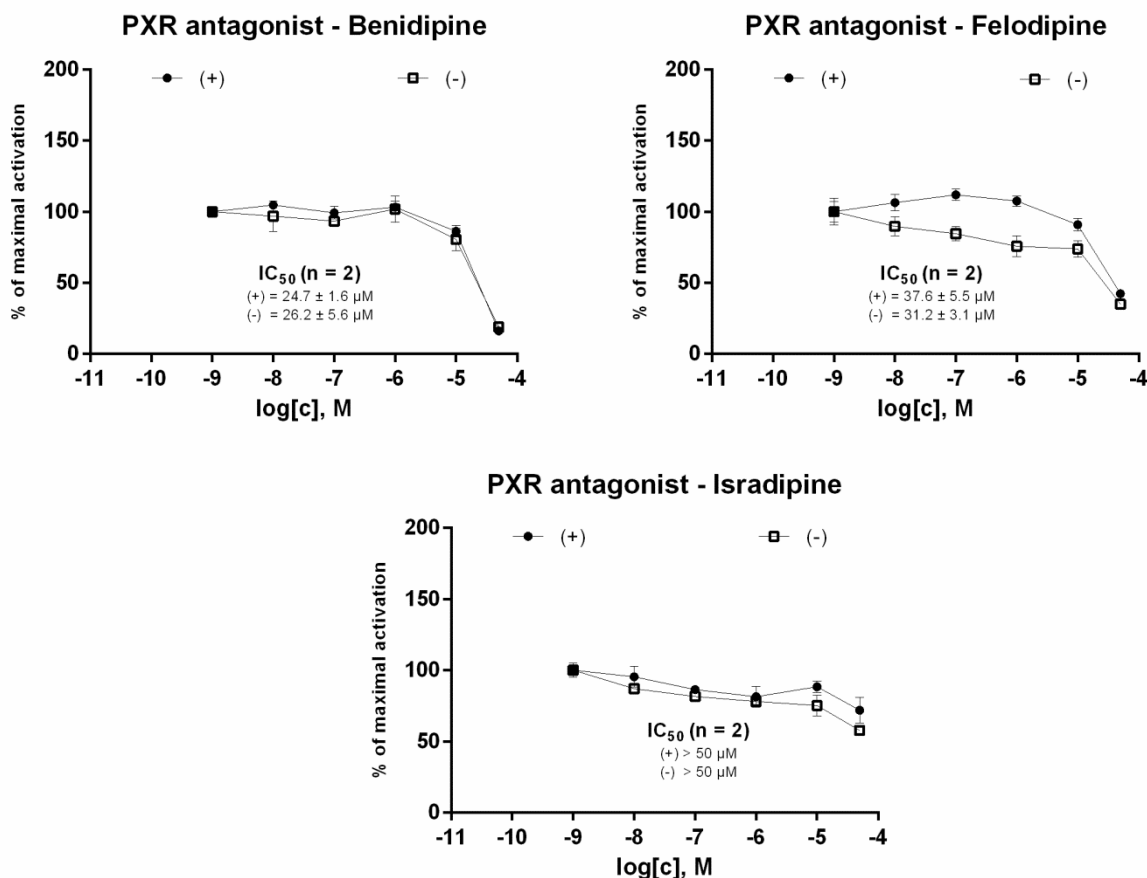 PXR antagonist - Benidipine
200
150
100
50
0
% of maximal activation
(+)
(-)
IC50 (n = 2)
(+) = 24.7 ± 1.6 µM
(-) = 26.2 ± 5.6 µM
-11 -10 -9 -8 -7 -6 -5 -4
log[c], M
PXR antagonist - Felodipine
200
150
100
50
0
% of maximal activation
(+)
(-)
IC50 (n = 2)
(+) = 37.6 ± 5.5 µM
(-) = 31.2 ± 3.1 µM
-11 -10 -9 -8 -7 -6 -5 -4
log[c], M
PXR antagonist - Isradipine
200
150
100
50
0
% of maximal activation
(+)
(-)
IC50 (n = 2)
(+) > 50 µM
(-) > 50 µM
-11 -10 -9 -8 -7 -6 -5 -4
log[c], M